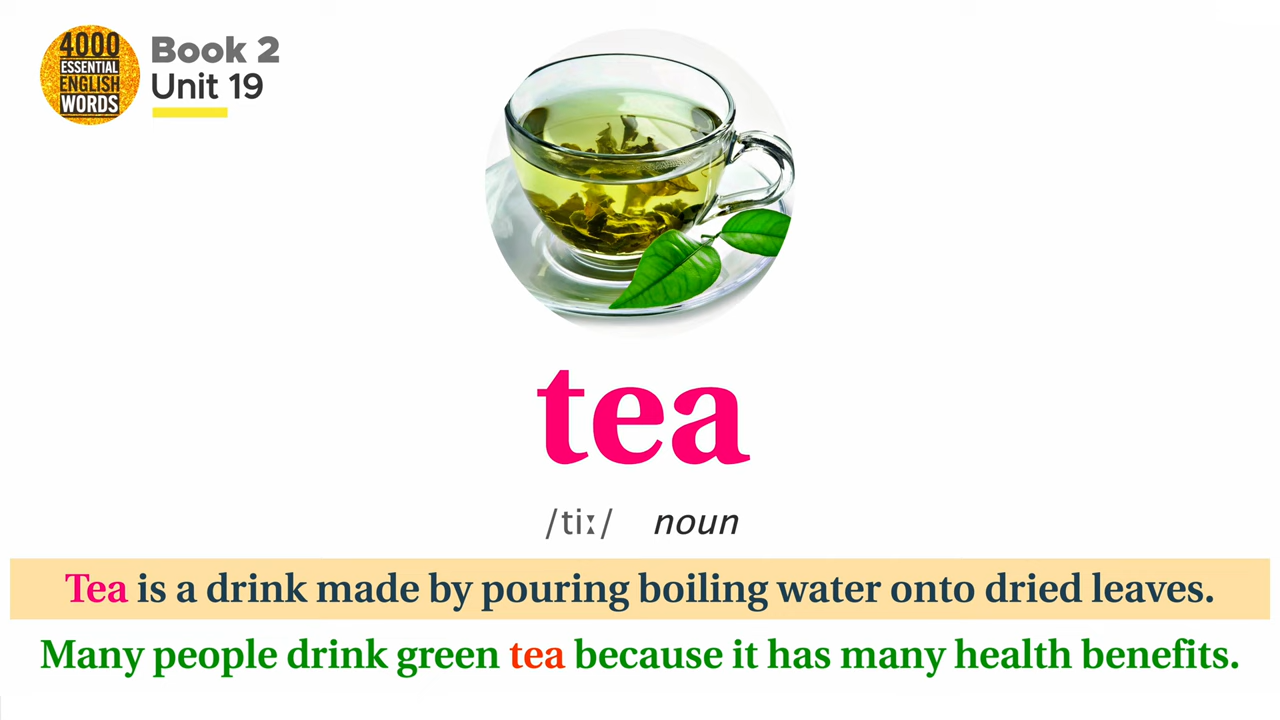 4000
ESSENTIAL
ENGLISH
WORDS
Book 2
Unit 19
tea
/tiː/ noun
Tea is a drink made by pouring boiling water onto dried leaves.
Many people drink green tea because it has many health benefits.